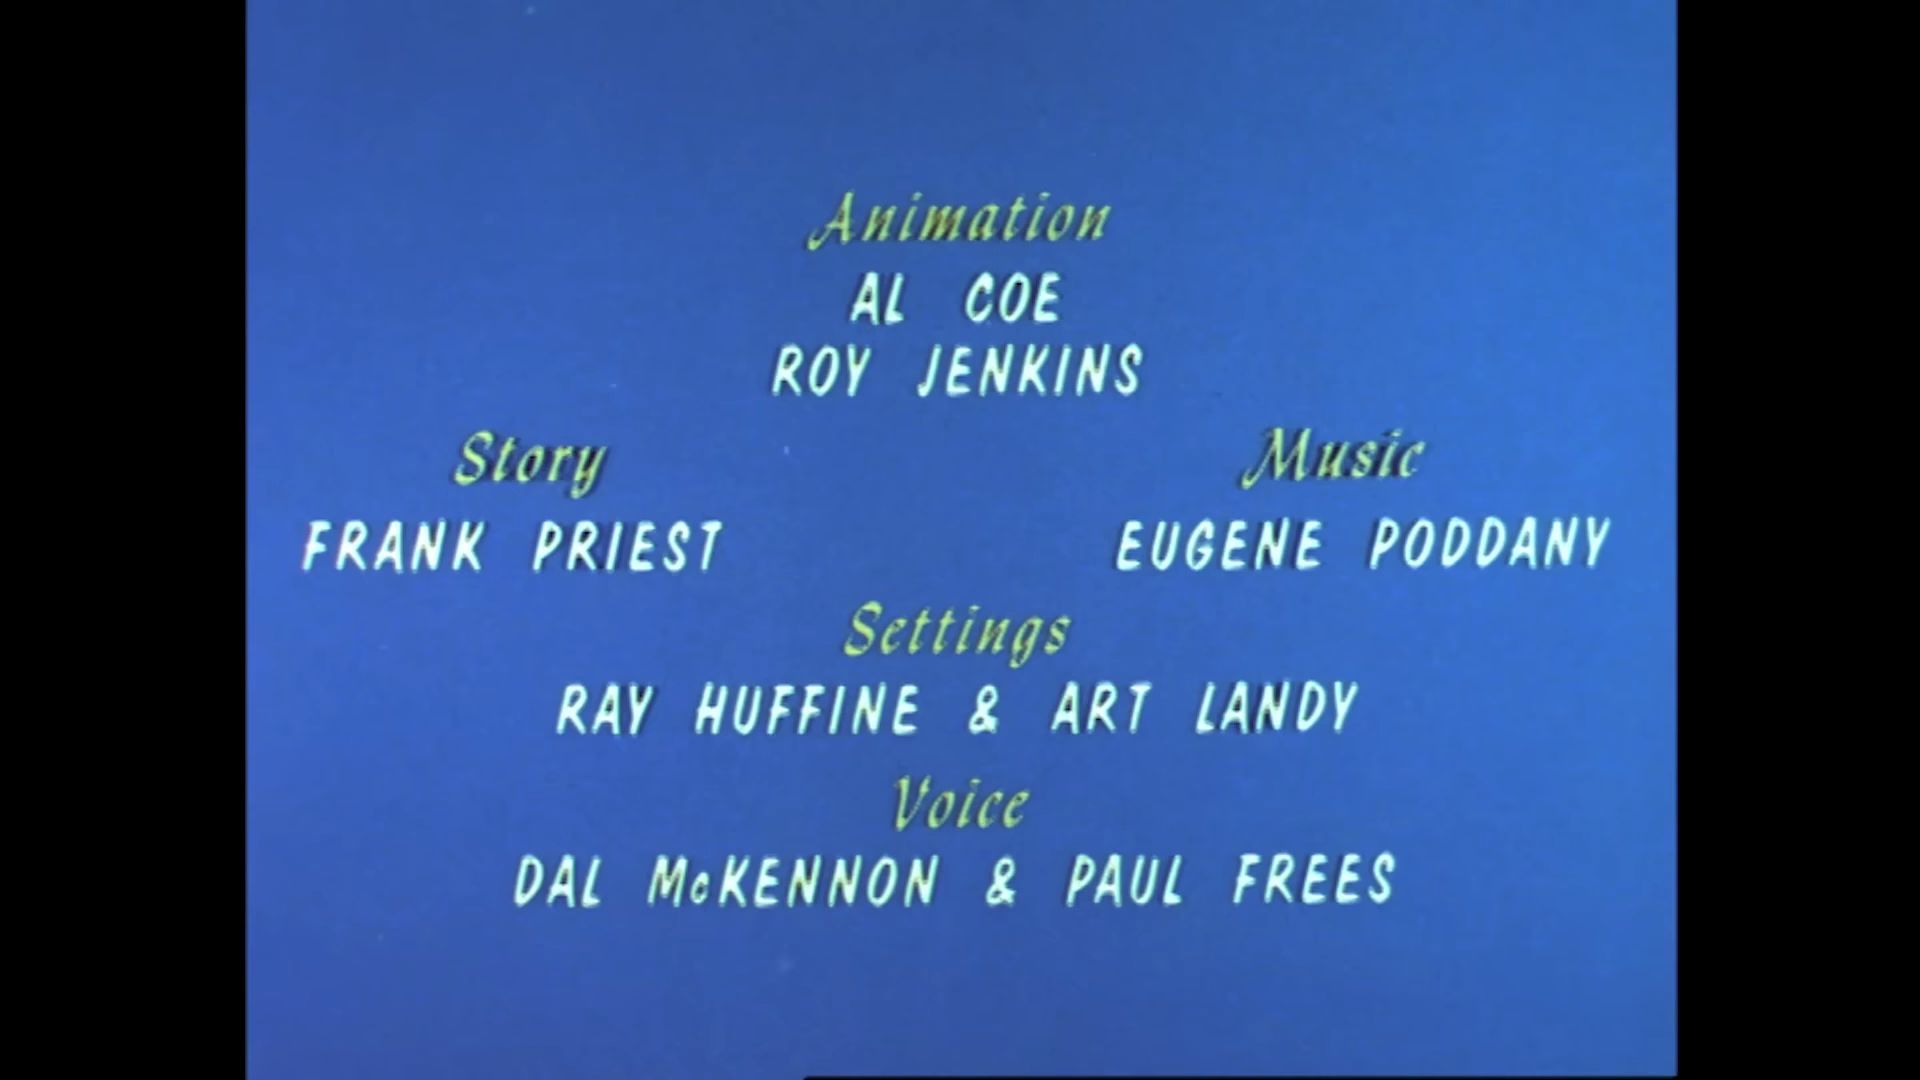 Animation
AL COE
ROY JENKINS
Story
FRANK PRIEST
Music
EUGENE PODDANY
Settings
RAY HUFFINE & ART LANDY
Voice
DAL McKENNON & PAUL FREES